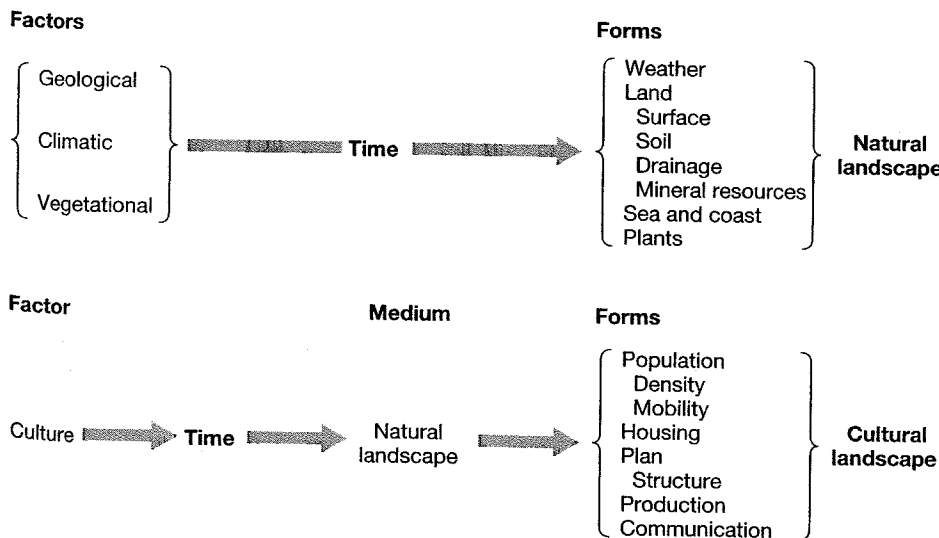 Factors
Geological
Climatic
Vegetational
Time
Forms
Weather
Land
Surface
Soil
Drainage
Mineral resources
Sea and coast
Plants
Natural
landscape
Factor
Culture
Time
Medium
Natural
landscape
Forms
Population
Density
Mobility
Housing
Plan
Structure
Production
Communication
Cultural
landscape